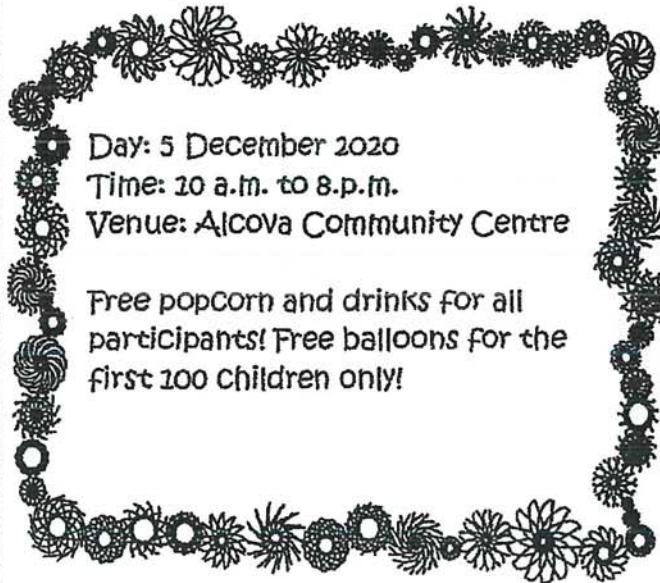 Day: 5 December 2020
Time: 10 a.m. to 8.p.m.
Venue: Alcova Community Centre
Free popcorn and drinks for all
participants! Free balloons for the
first 100 children only!